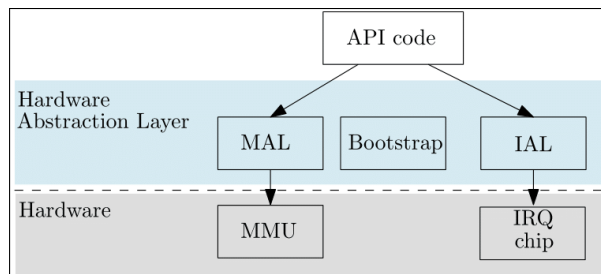 API code
Hardware
Abstraction Layer
MAL
Bootstrap
IAL
Hardware
MMU
IRQ
chip